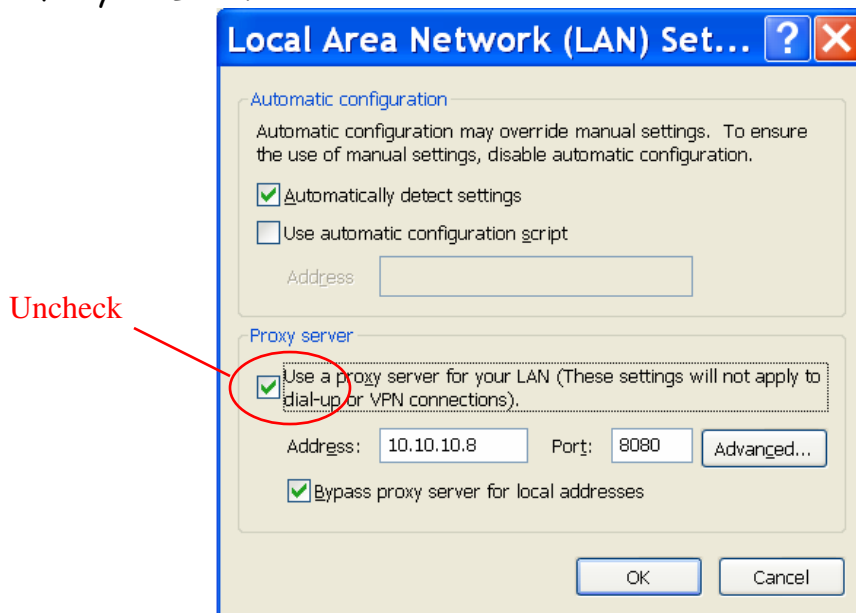 Local Area Network (LAN) Set...
Automatic configuration
Automatic configuration may override manual settings. To ensure
the use of manual settings, disable automatic configuration.
Automatically detect settings
Use automatic configuration script
Address
Uncheck
Proxy server
Use a proxy server for your LAN (These settings will not apply to
dial-up or VPN connections).
Address: 10.10.10.8 Port: 8080 Advanced...
Bypass proxy server for local addresses
OK Cancel